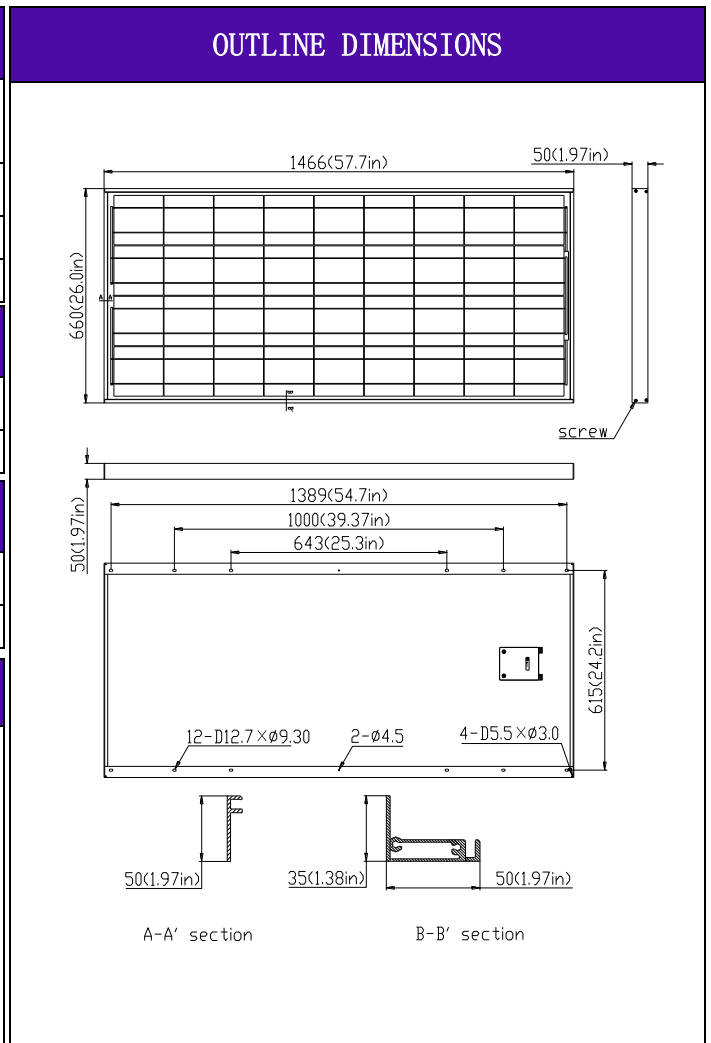 OUTLINE DIMENSIONS
1466(57.7in)
50(1.97in)
660(26.0in)
A A
B
B'
screw
50(1.97in)
1389(54.7in)
1000(39.37in)
643(25.3in)
615(24.2in)
12-D12.7×Ø9.30
2-Ø4.5
4-D5.5×Ø3.0
50(1.97in)
35(1.38in)
50(1.97in)
A-A' section
B-B' section